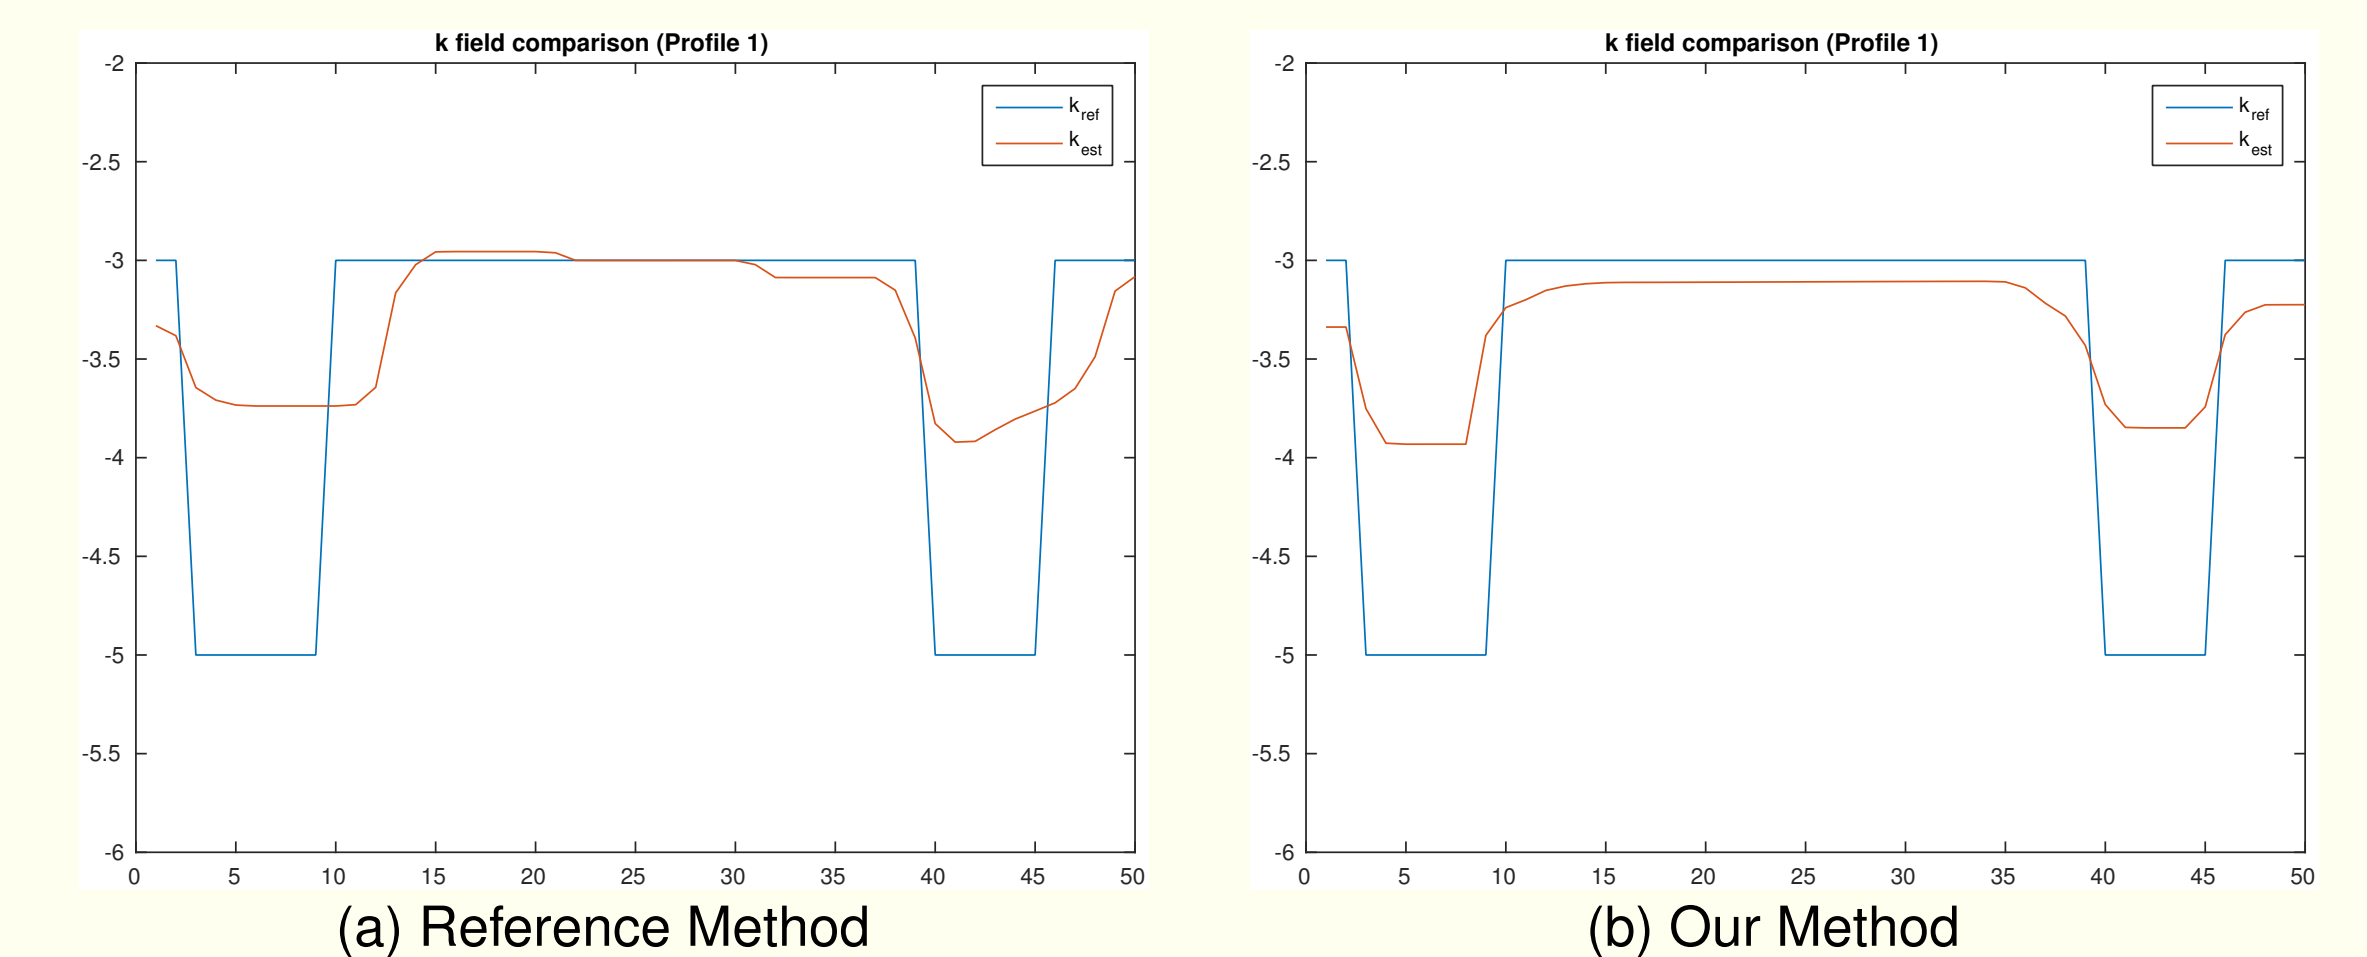 k field comparison (Profile 1)
-2
-2.5
-3
-3.5
-4
-4.5
-5
-5.5
-6
0 5 10 15 20 25 30 35 40 45 50
k_ref
k_est
(a) Reference Method
k field comparison (Profile 1)
-2
-2.5
-3
-3.5
-4
-4.5
-5
-5.5
-6
0 5 10 15 20 25 30 35 40 45 50
k_ref
k_est
(b) Our Method